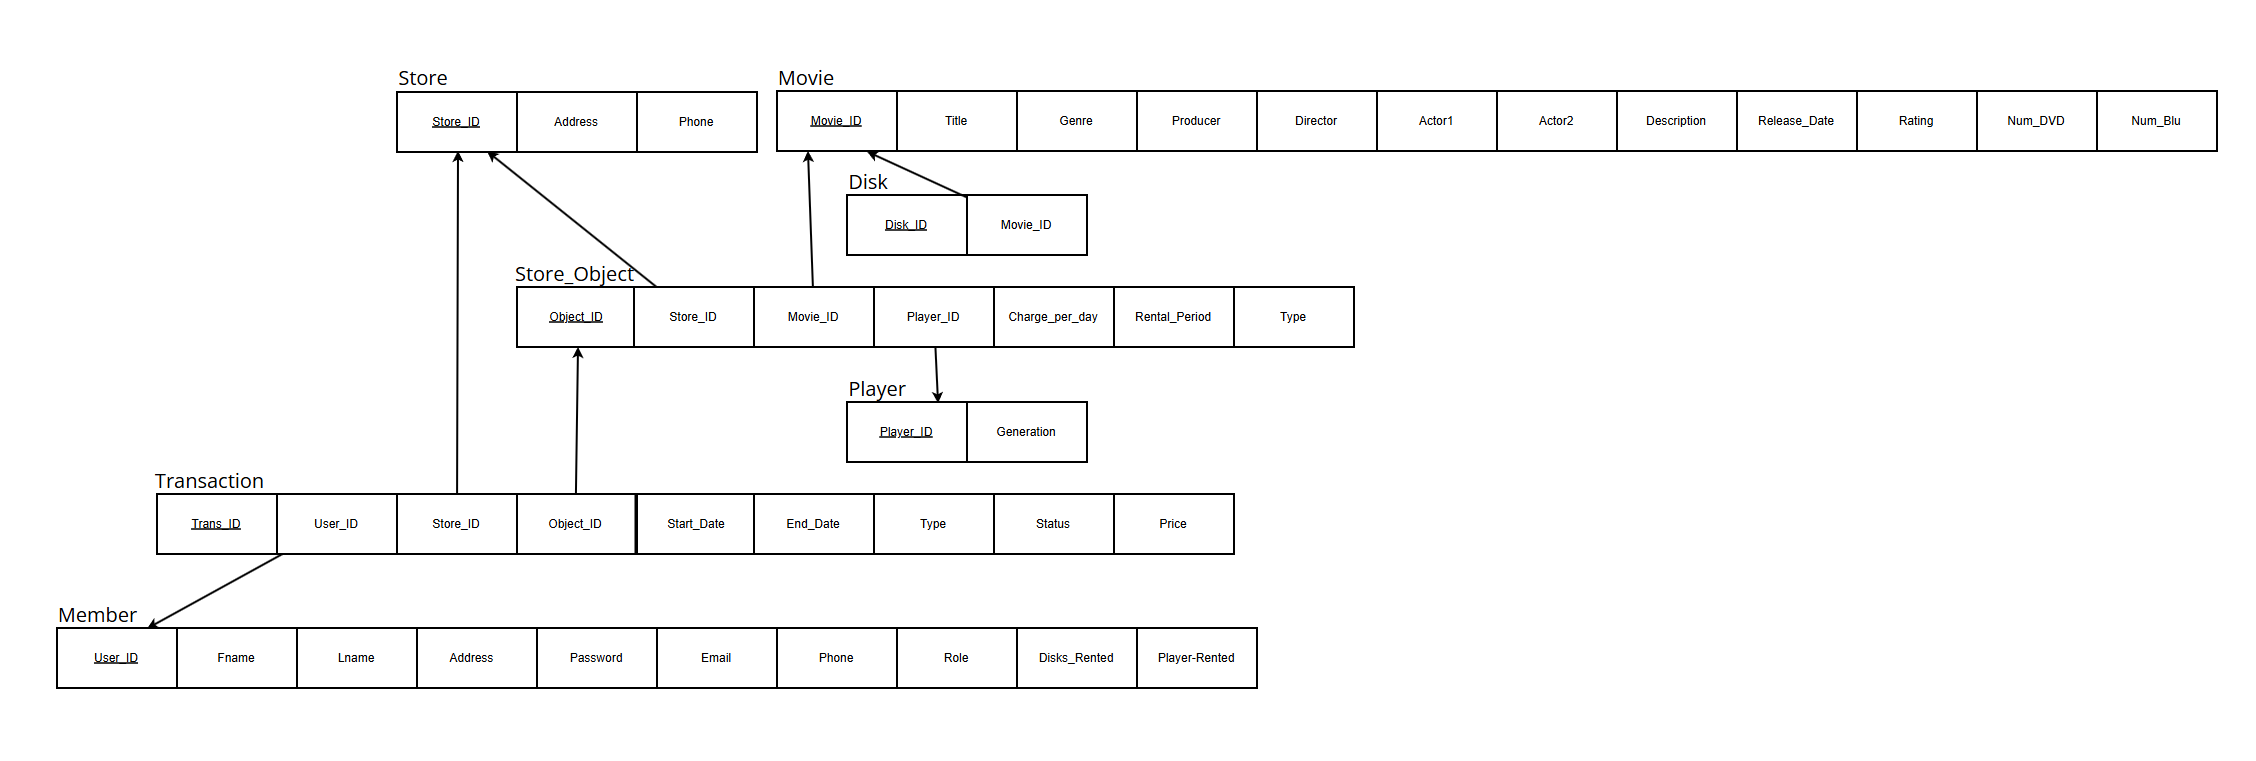 Store
Store_ID Address Phone
Movie
Movie_ID Title Genre Producer Director Actor1 Actor2 Description Release_Date Rating Num_DVD Num_Blu
Disk
Disk_ID Movie_ID
Store_Object
Object_ID Store_ID Movie_ID Player_ID Charge_per_day Rental_Period Type
Player
Player_ID Generation
Transaction
Trans_ID User_ID Store_ID Object_ID Start_Date End_Date Type Status Price
Member
User_ID Fname Lname Address Password Email Phone Role Disks_Rented Player-Rented